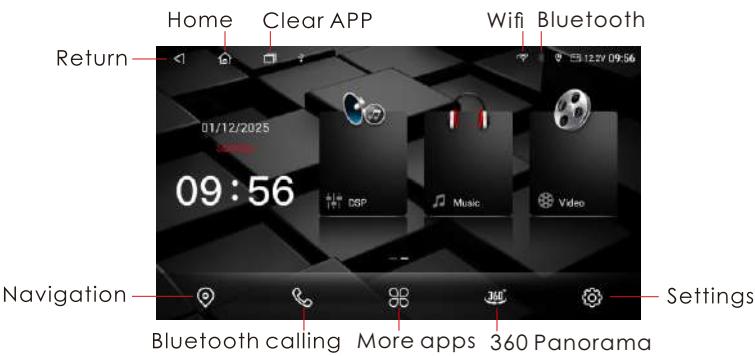 Home Clear APP Wifi Bluetooth
Return
12.2V 09:56
01/12/2025
09:56
DSP Music Video
Navigation Settings
Bluetooth calling More apps 360 Panorama
360°